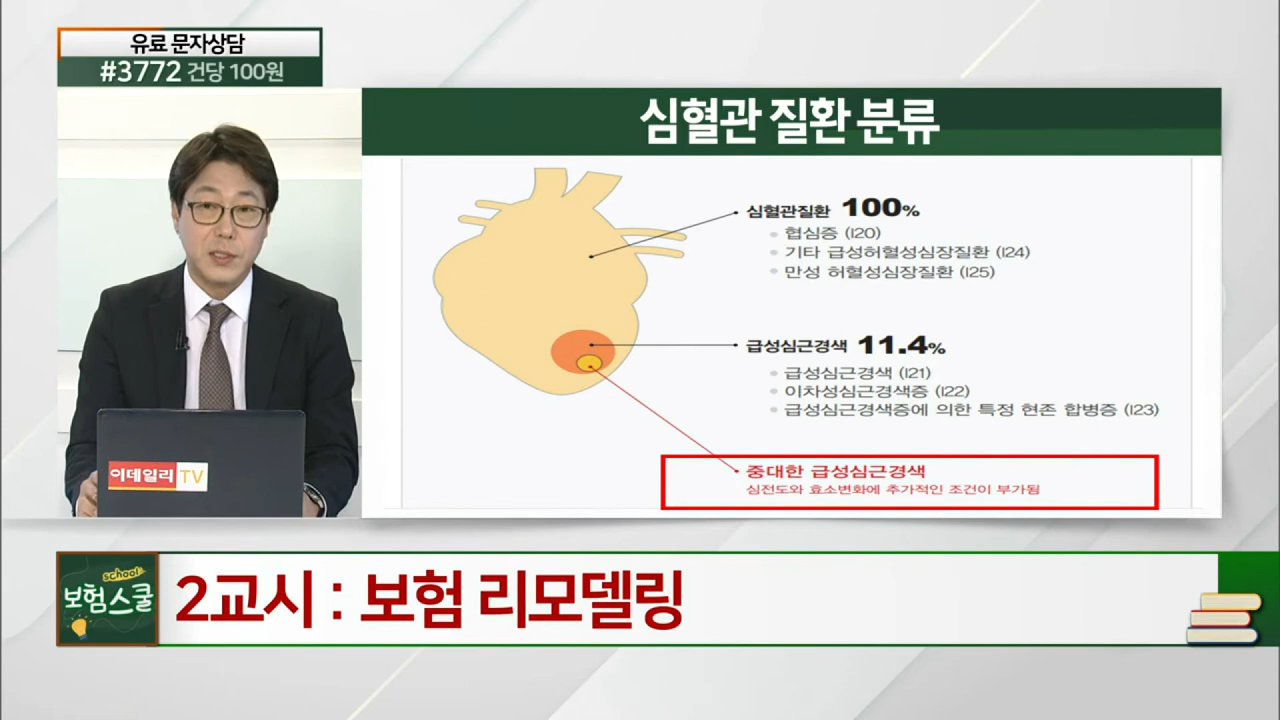 유료 문자상담
#3772 건당 100원
심혈관 질환 분류
심혈관질환 100%
협심증 (I20)
기타 급성허혈성심장질환 (I24)
만성 허혈성심장질환 (I25)
급성심근경색 11.4%
급성심근경색 (I21)
이차성심근경색증 (I22)
급성심근경색증에 의한 특정 현존 합병증 (I23)
중대한 급성심근경색
심전도와 효소변화에 추가적인 조건이 부가됨
이데일리 TV
school
보험스쿨
2교시 : 보험 리모델링